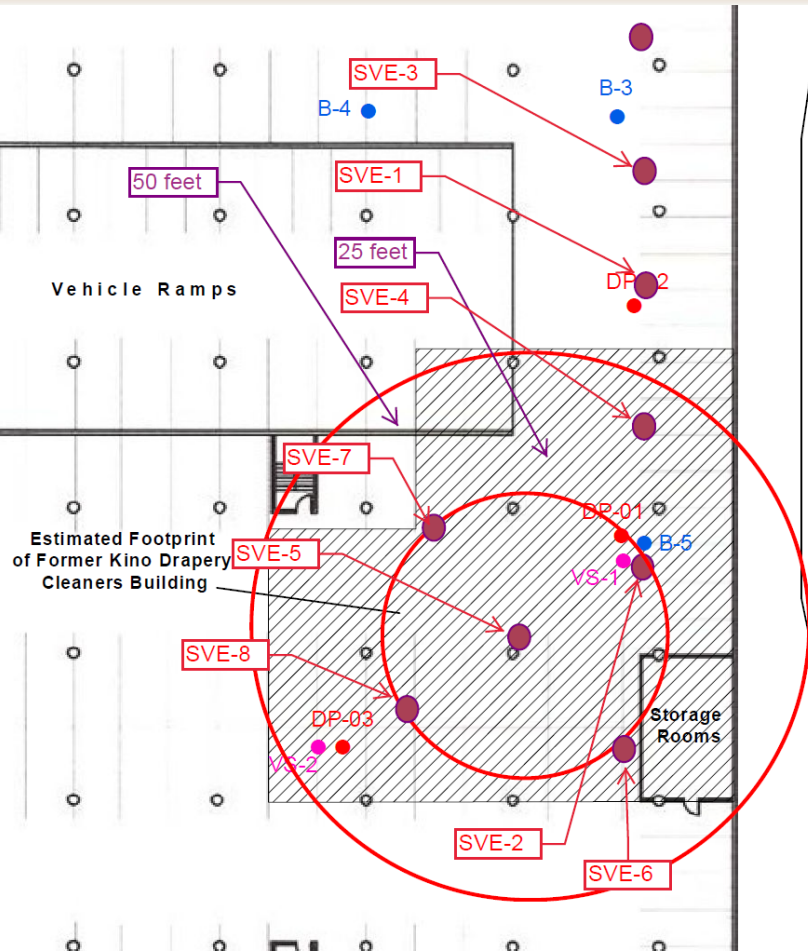 SVE-3
B-3
B-4
50 feet
SVE-1
25 feet
DP-02
Vehicle Ramps
SVE-4
SVE-7
DP-01
Estimated Footprint
of Former Kino Drapery
Cleaners Building
SVE-5
B-5
VS-1
SVE-8
DP-03
Storage
Rooms
VS-2
SVE-2
SVE-6